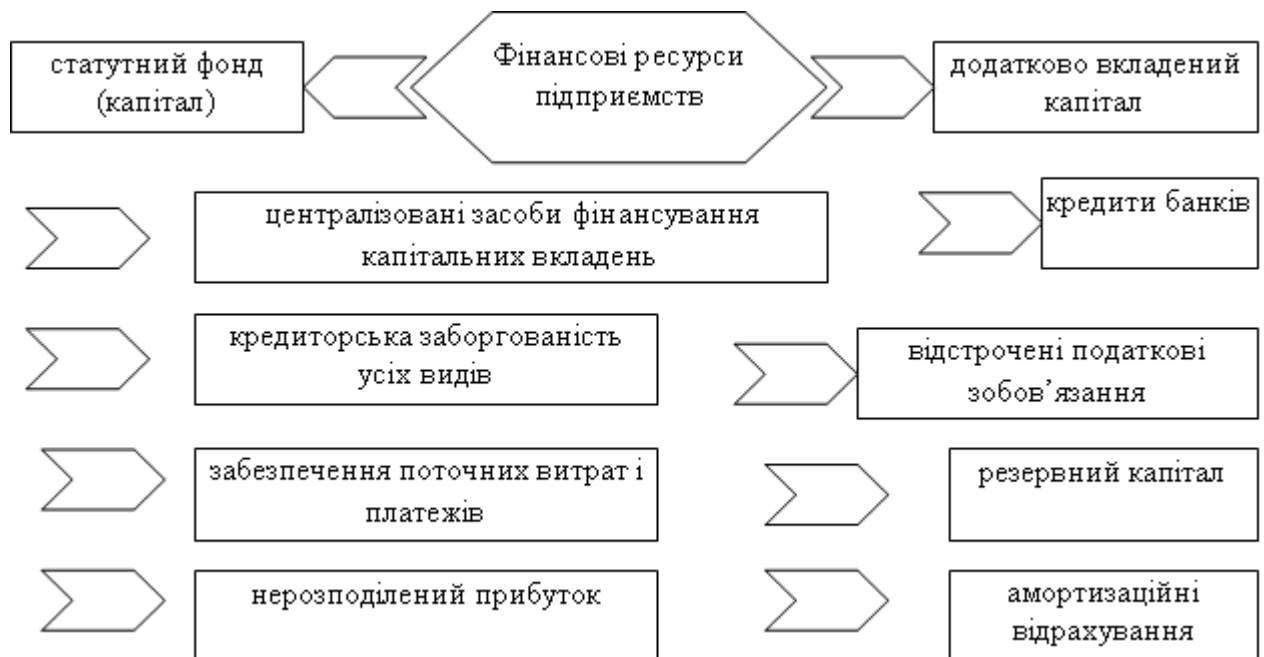 Фінансові ресурси
підприємств
статутний фонд
(капітал)
додатково вкладений
капітал
централізовані засоби фінансування
капітальних вкладень
кредити банків
кредиторська заборгованість
усіх видів
відстрочені податкові
зобов’язання
забезпечення поточних витрат і
платежів
резервний капітал
нерозподілений прибуток
амортизаційні
відрахування